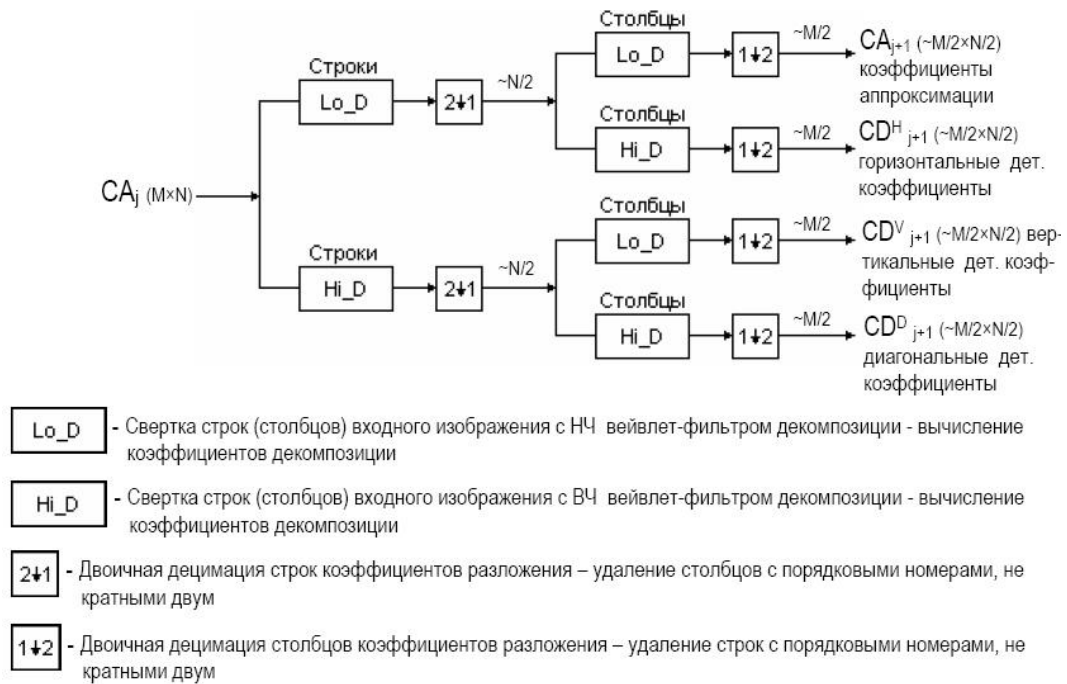 Столбцы
Lo_D
1↓2
~M/2
CA j+1 (~M/2×N/2)
коэффициенты
аппроксимации
Строки
Lo_D
2↓1
~N/2
Столбцы
Hi_D
1↓2
~M/2
CD^H j+1 (~M/2×N/2)
горизонтальные дет.
коэффициенты
CA j (M×N)
Столбцы
Lo_D
1↓2
~M/2
CD^V j+1 (~M/2×N/2) вер-
тикальные дет. коэф-
фициенты
Строки
Hi_D
2↓1
~N/2
Столбцы
Hi_D
1↓2
~M/2
CD^D j+1 (~M/2×N/2)
диагональные дет.
коэффициенты
Lo_D - Свертка строк (столбцов) входного изображения с НЧ вейвлет-фильтром декомпозиции - вычисление
коэффициентов декомпозиции
Hi_D - Свертка строк (столбцов) входного изображения с ВЧ вейвлет-фильтром декомпозиции - вычисление
коэффициентов декомпозиции
2↓1 - Двоичная децимация строк коэффициентов разложения – удаление столбцов с порядковыми номерами, не
кратными двум
1↓2 - Двоичная децимация столбцов коэффициентов разложения – удаление строк с порядковыми номерами, не
кратными двум